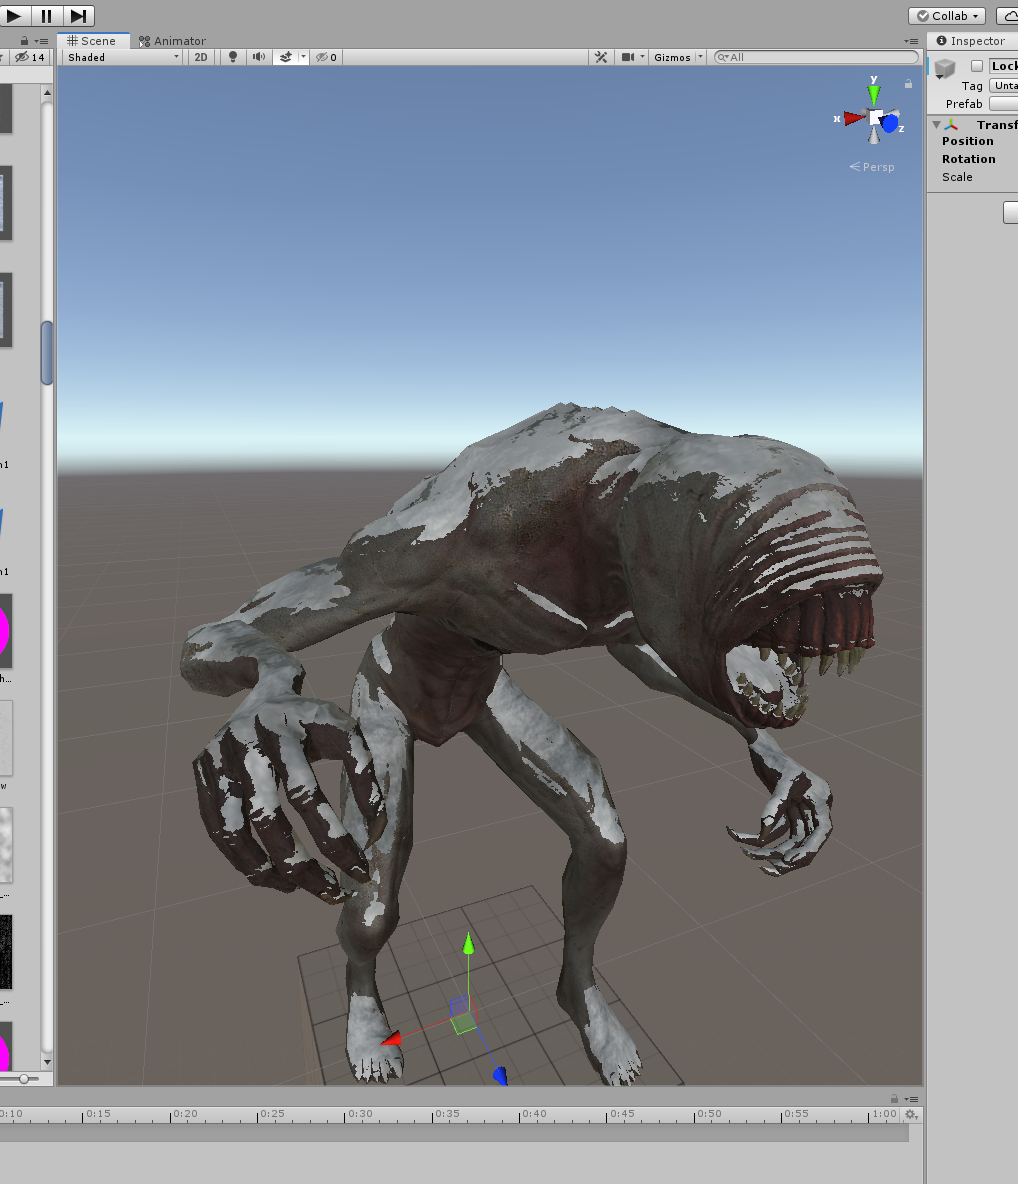 Collab
Scene
Animator
Inspector
14
Shaded
2D
0
Gizmos
All
y
x
z
Persp
Lock
Tag
Unta
Prefab
Transf
Position
Rotation
Scale
n1
n1
h...
w
_...
_...
0:10
0:15
0:20
0:25
0:30
0:35
0:40
0:45
0:50
0:55
1:00